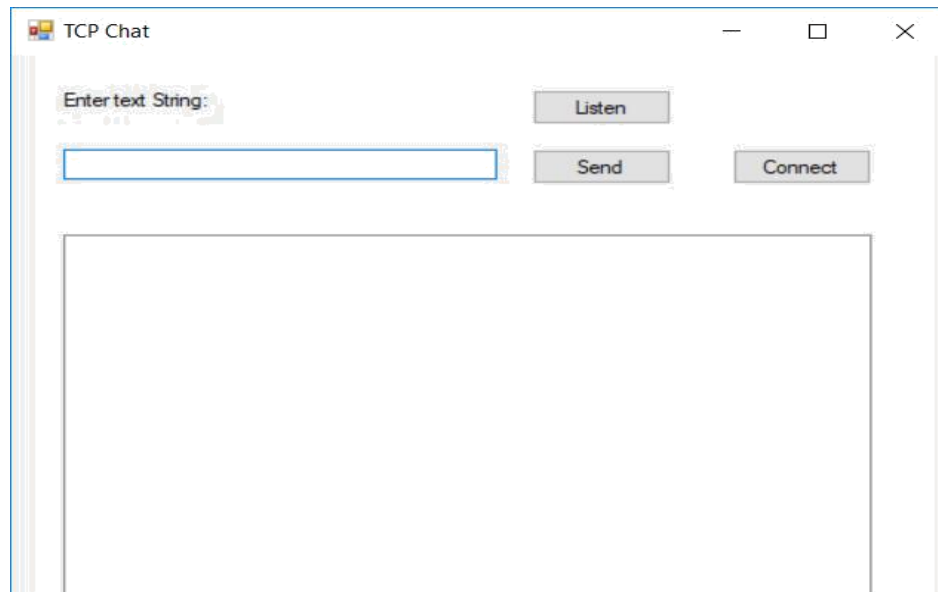 TCP Chat
Enter text String:
Listen
Send
Connect